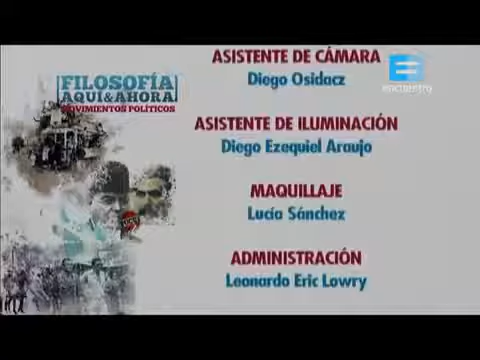 FILOSOFÍA
AQUÍ&AHORA
MOVIMIENTOS POLÍTICOS
ASISTENTE DE CÁMARA
Diego Osidacz
encuentro
ASISTENTE DE ILUMINACIÓN
Diego Ezequiel Araujo
MAQUILLAJE
Lucía Sánchez
ADMINISTRACIÓN
Leonardo Eric Lowry